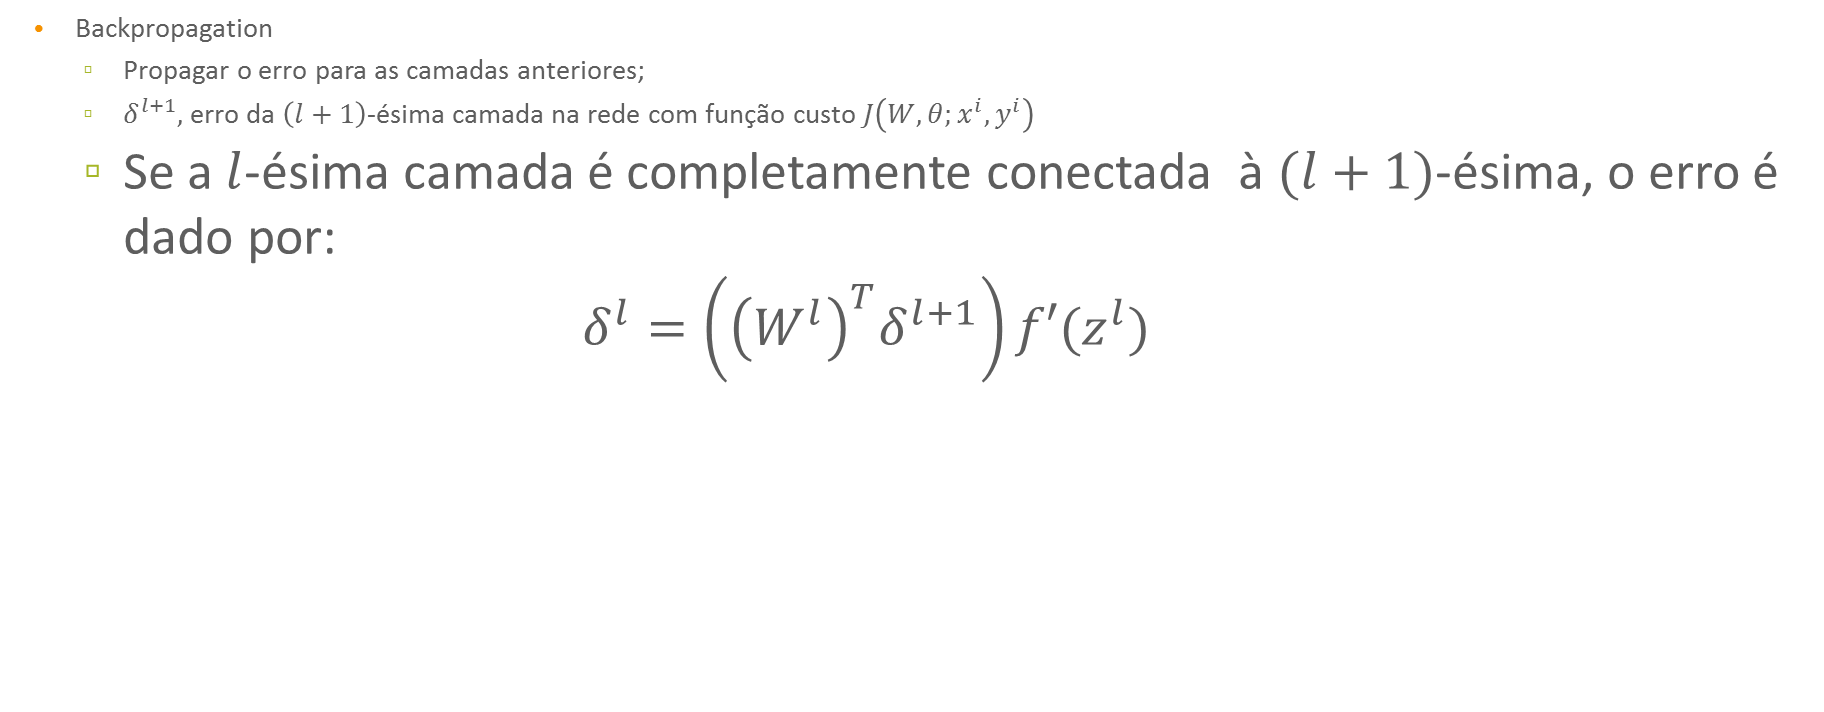 • Backpropagation
▫ Propagar o erro para as camadas anteriores;
▫ δ^{l+1}, erro da (l + 1)-ésima camada na rede com função custo J(W, θ; x^i, y^i)
▫ Se a l-ésima camada é completamente conectada à (l + 1)-ésima, o erro é
dado por:
δ^l = ((W^l)^T δ^{l+1}) f′(z^l)